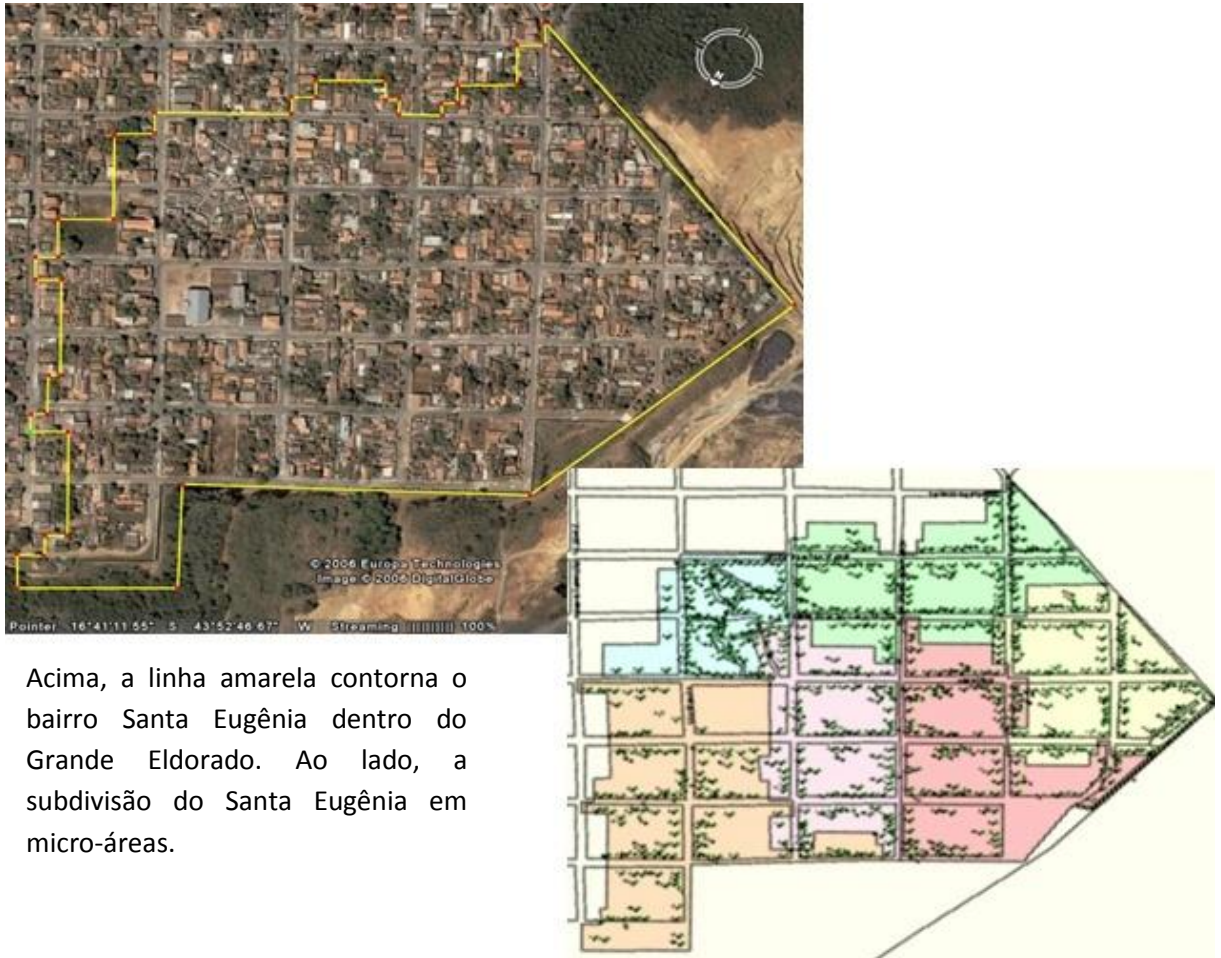 N
© 2006 Europa Technologies
Image © 2006 DigitalGlobe
Pointer 16°41'11.55" S 43°52'46.67" W Streaming |||||||||| 100%
Acima, a linha amarela contorna o
bairro Santa Eugênia dentro do
Grande Eldorado. Ao lado, a
subdivisão do Santa Eugênia em
micro-áreas.